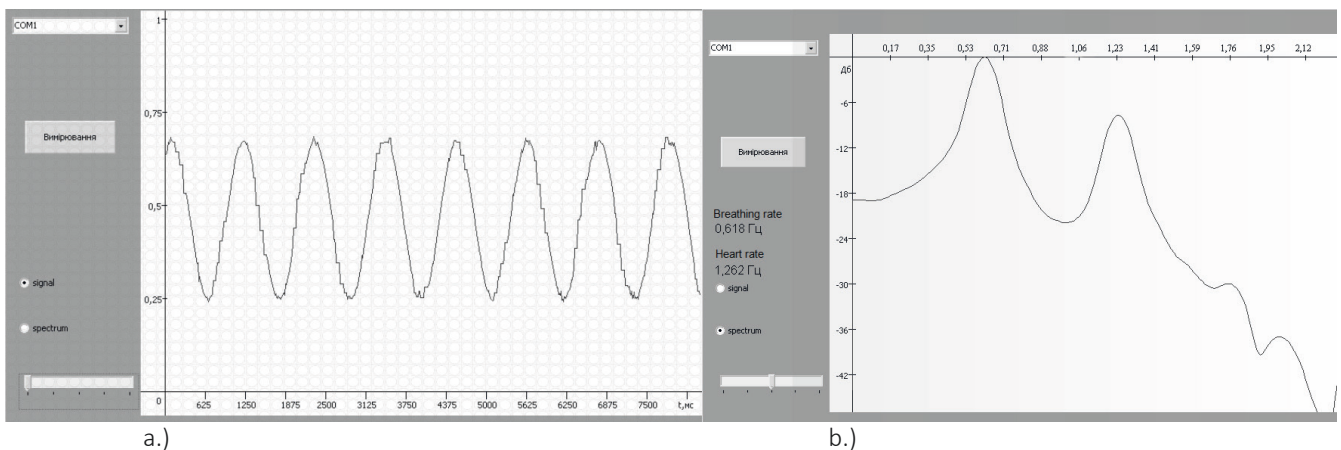 COM1
Вимірювання
signal
spectrum
1
0,75
0,5
0,25
0
625 1250 1875 2500 3125 3750 4375 5000 5625 6250 6875 7500 t,мс
a.)
COM1
Вимірювання
Breathing rate
0,618 Гц
Heart rate
1,262 Гц
signal
spectrum
0,17 0,35 0,53 0,71 0,88 1,06 1,23 1,41 1,59 1,76 1,95 2,12
Дб
-6
-12
-18
-24
-30
-36
-42
b.)